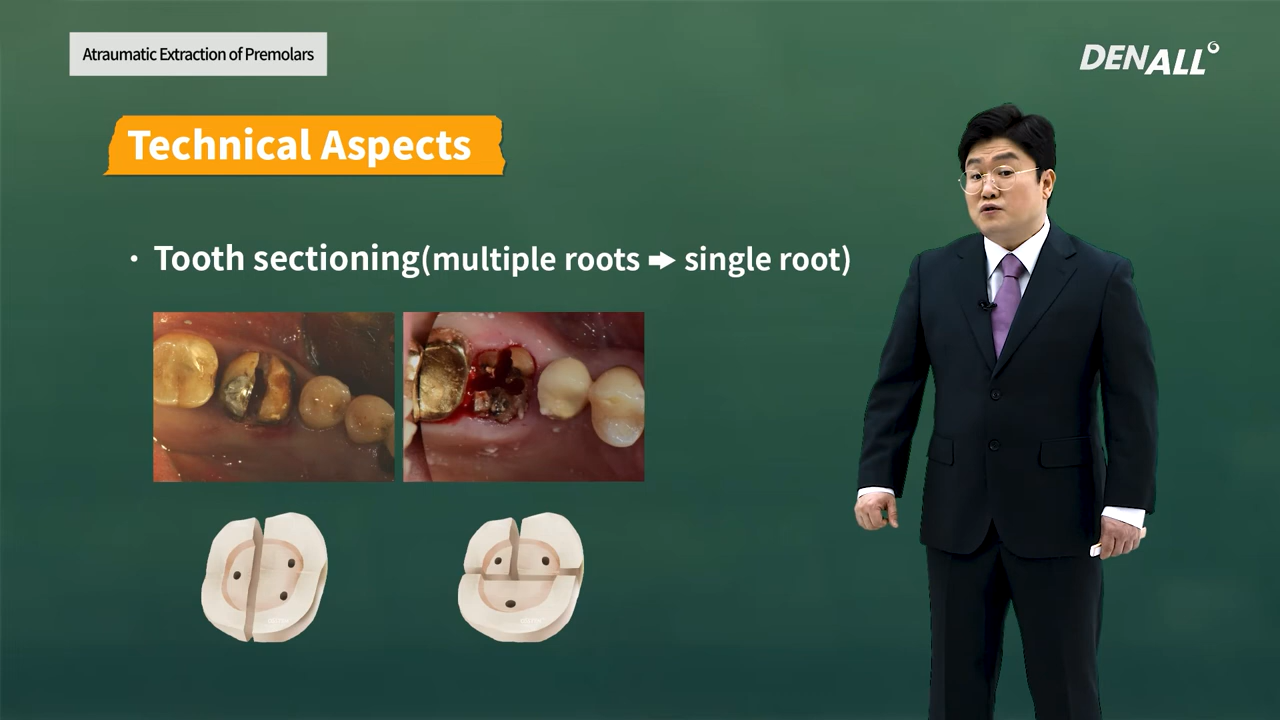 Atraumatic Extraction of Premolars
DENALL
Technical Aspects
· Tooth sectioning(multiple roots ➡ single root)